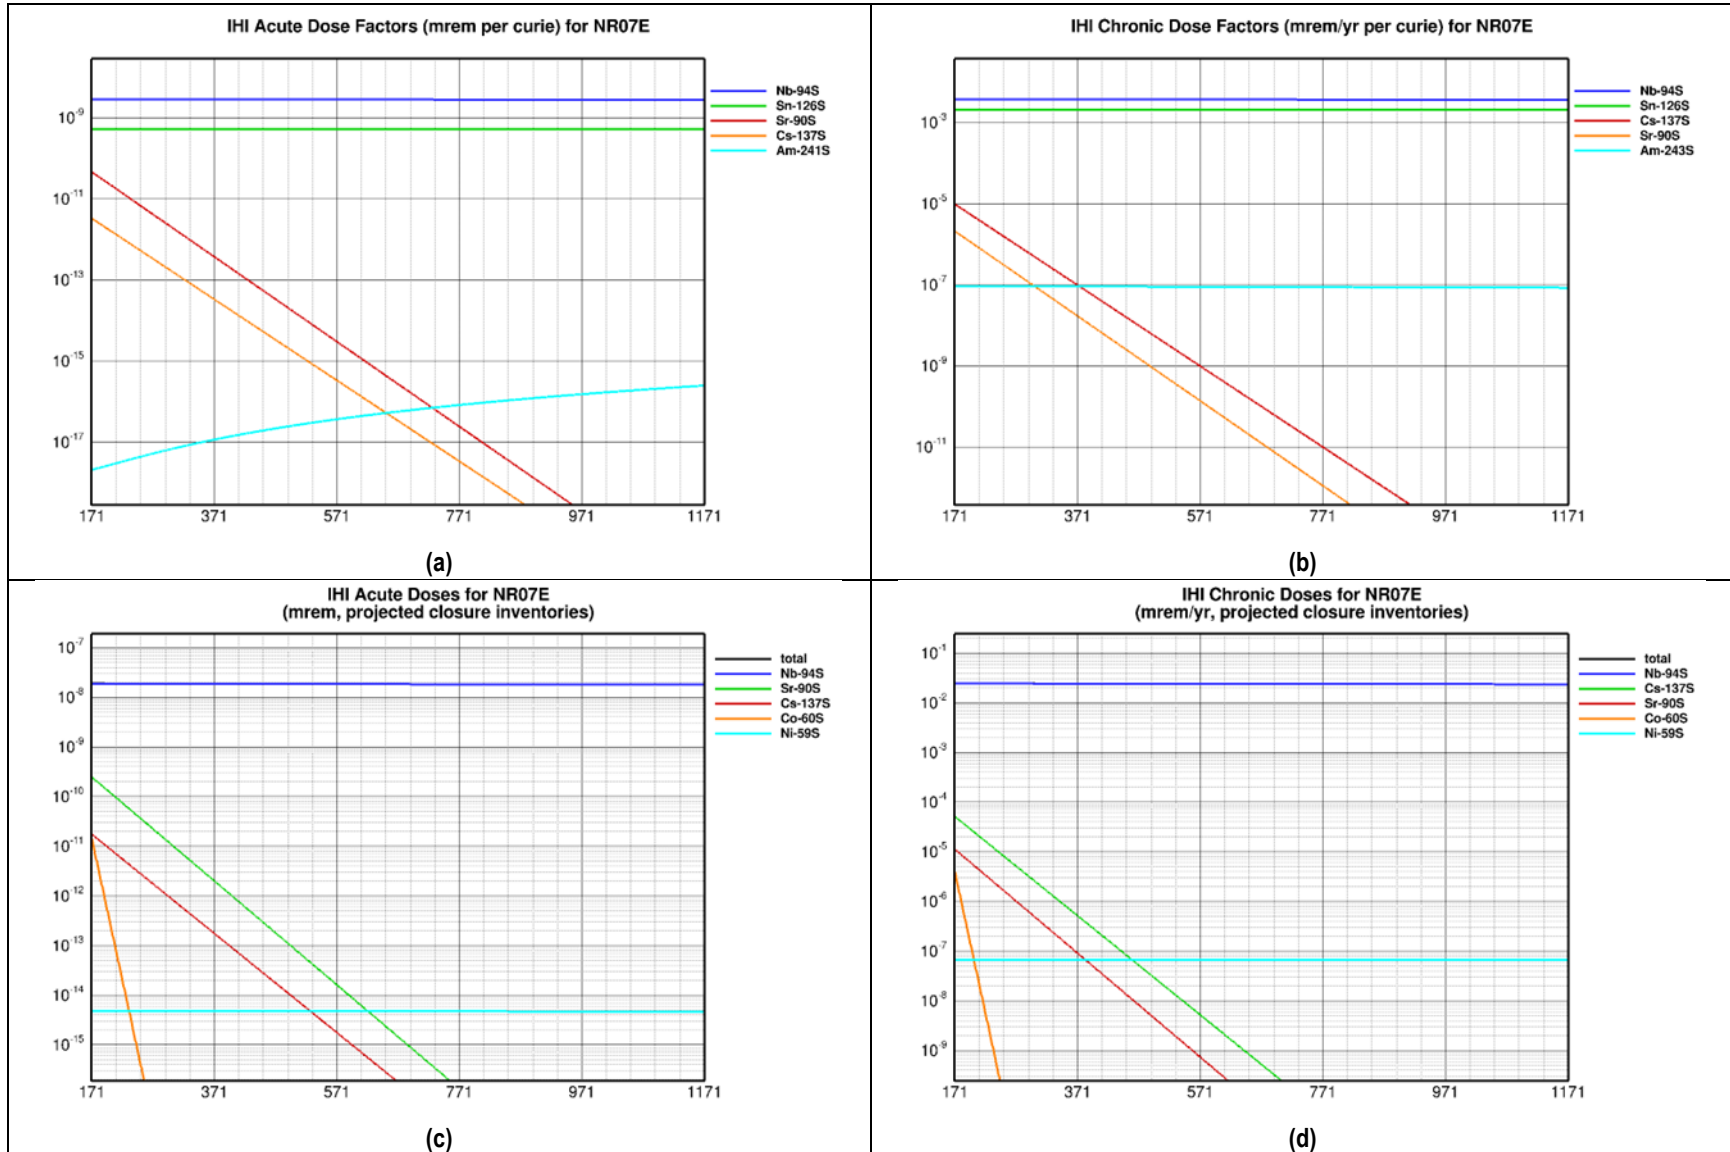 IHI Acute Dose Factors (mrem per curie) for NR07E
10-9
10-11
10-13
10-15
10-17
171 371 571 771 971 1171
Nb-94S
Sn-126S
Sr-90S
Cs-137S
Am-241S
(a)
IHI Chronic Dose Factors (mrem/yr per curie) for NR07E
10-3
10-5
10-7
10-9
10-11
171 371 571 771 971 1171
Nb-94S
Sn-126S
Cs-137S
Sr-90S
Am-243S
(b)
IHI Acute Doses for NR07E
(mrem, projected closure inventories)
10-7
10-8
10-9
10-10
10-11
10-12
10-13
10-14
10-15
171 371 571 771 971 1171
total
Nb-94S
Sr-90S
Cs-137S
Co-60S
Ni-59S
(c)
IHI Chronic Doses for NR07E
(mrem/yr, projected closure inventories)
10-1
10-2
10-3
10-4
10-5
10-6
10-7
10-8
10-9
171 371 571 771 971 1171
total
Nb-94S
Cs-137S
Sr-90S
Co-60S
Ni-59S
(d)